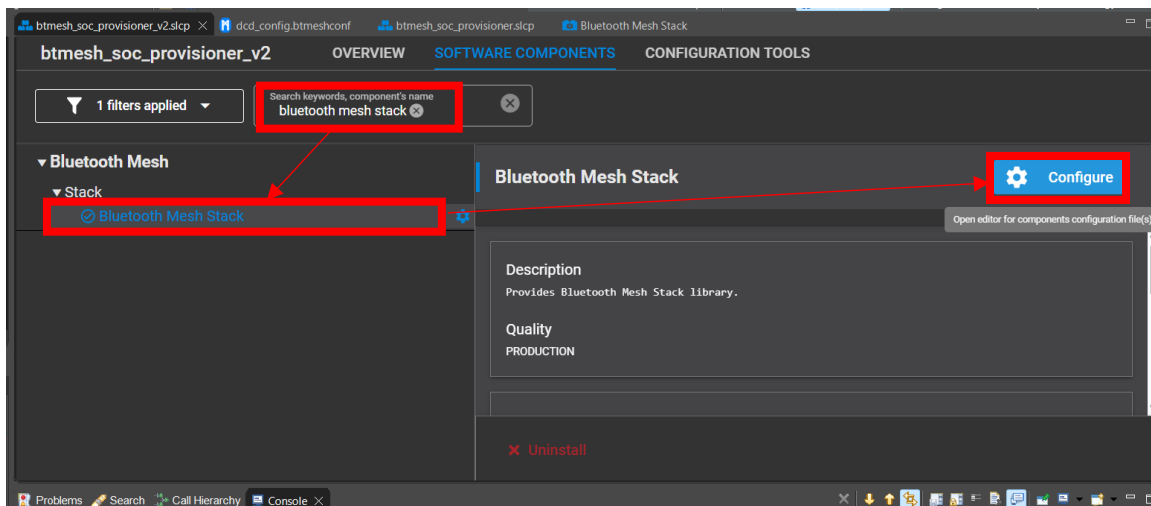 btmesh_soc_provisioner_v2.slcp
dcd_config.btmeshconf
btmesh_soc_provisioner.slcp
Bluetooth Mesh Stack
btmesh_soc_provisioner_v2
OVERVIEW
SOFTWARE COMPONENTS
CONFIGURATION TOOLS
1 filters applied
Search keywords, component's name
bluetooth mesh stack
Bluetooth Mesh
Stack
Bluetooth Mesh Stack
Bluetooth Mesh Stack
Configure
Open editor for components configuration file(s)
Description
Provides Bluetooth Mesh Stack library.
Quality
PRODUCTION
Uninstall
Problems
Search
Call Hierarchy
Console